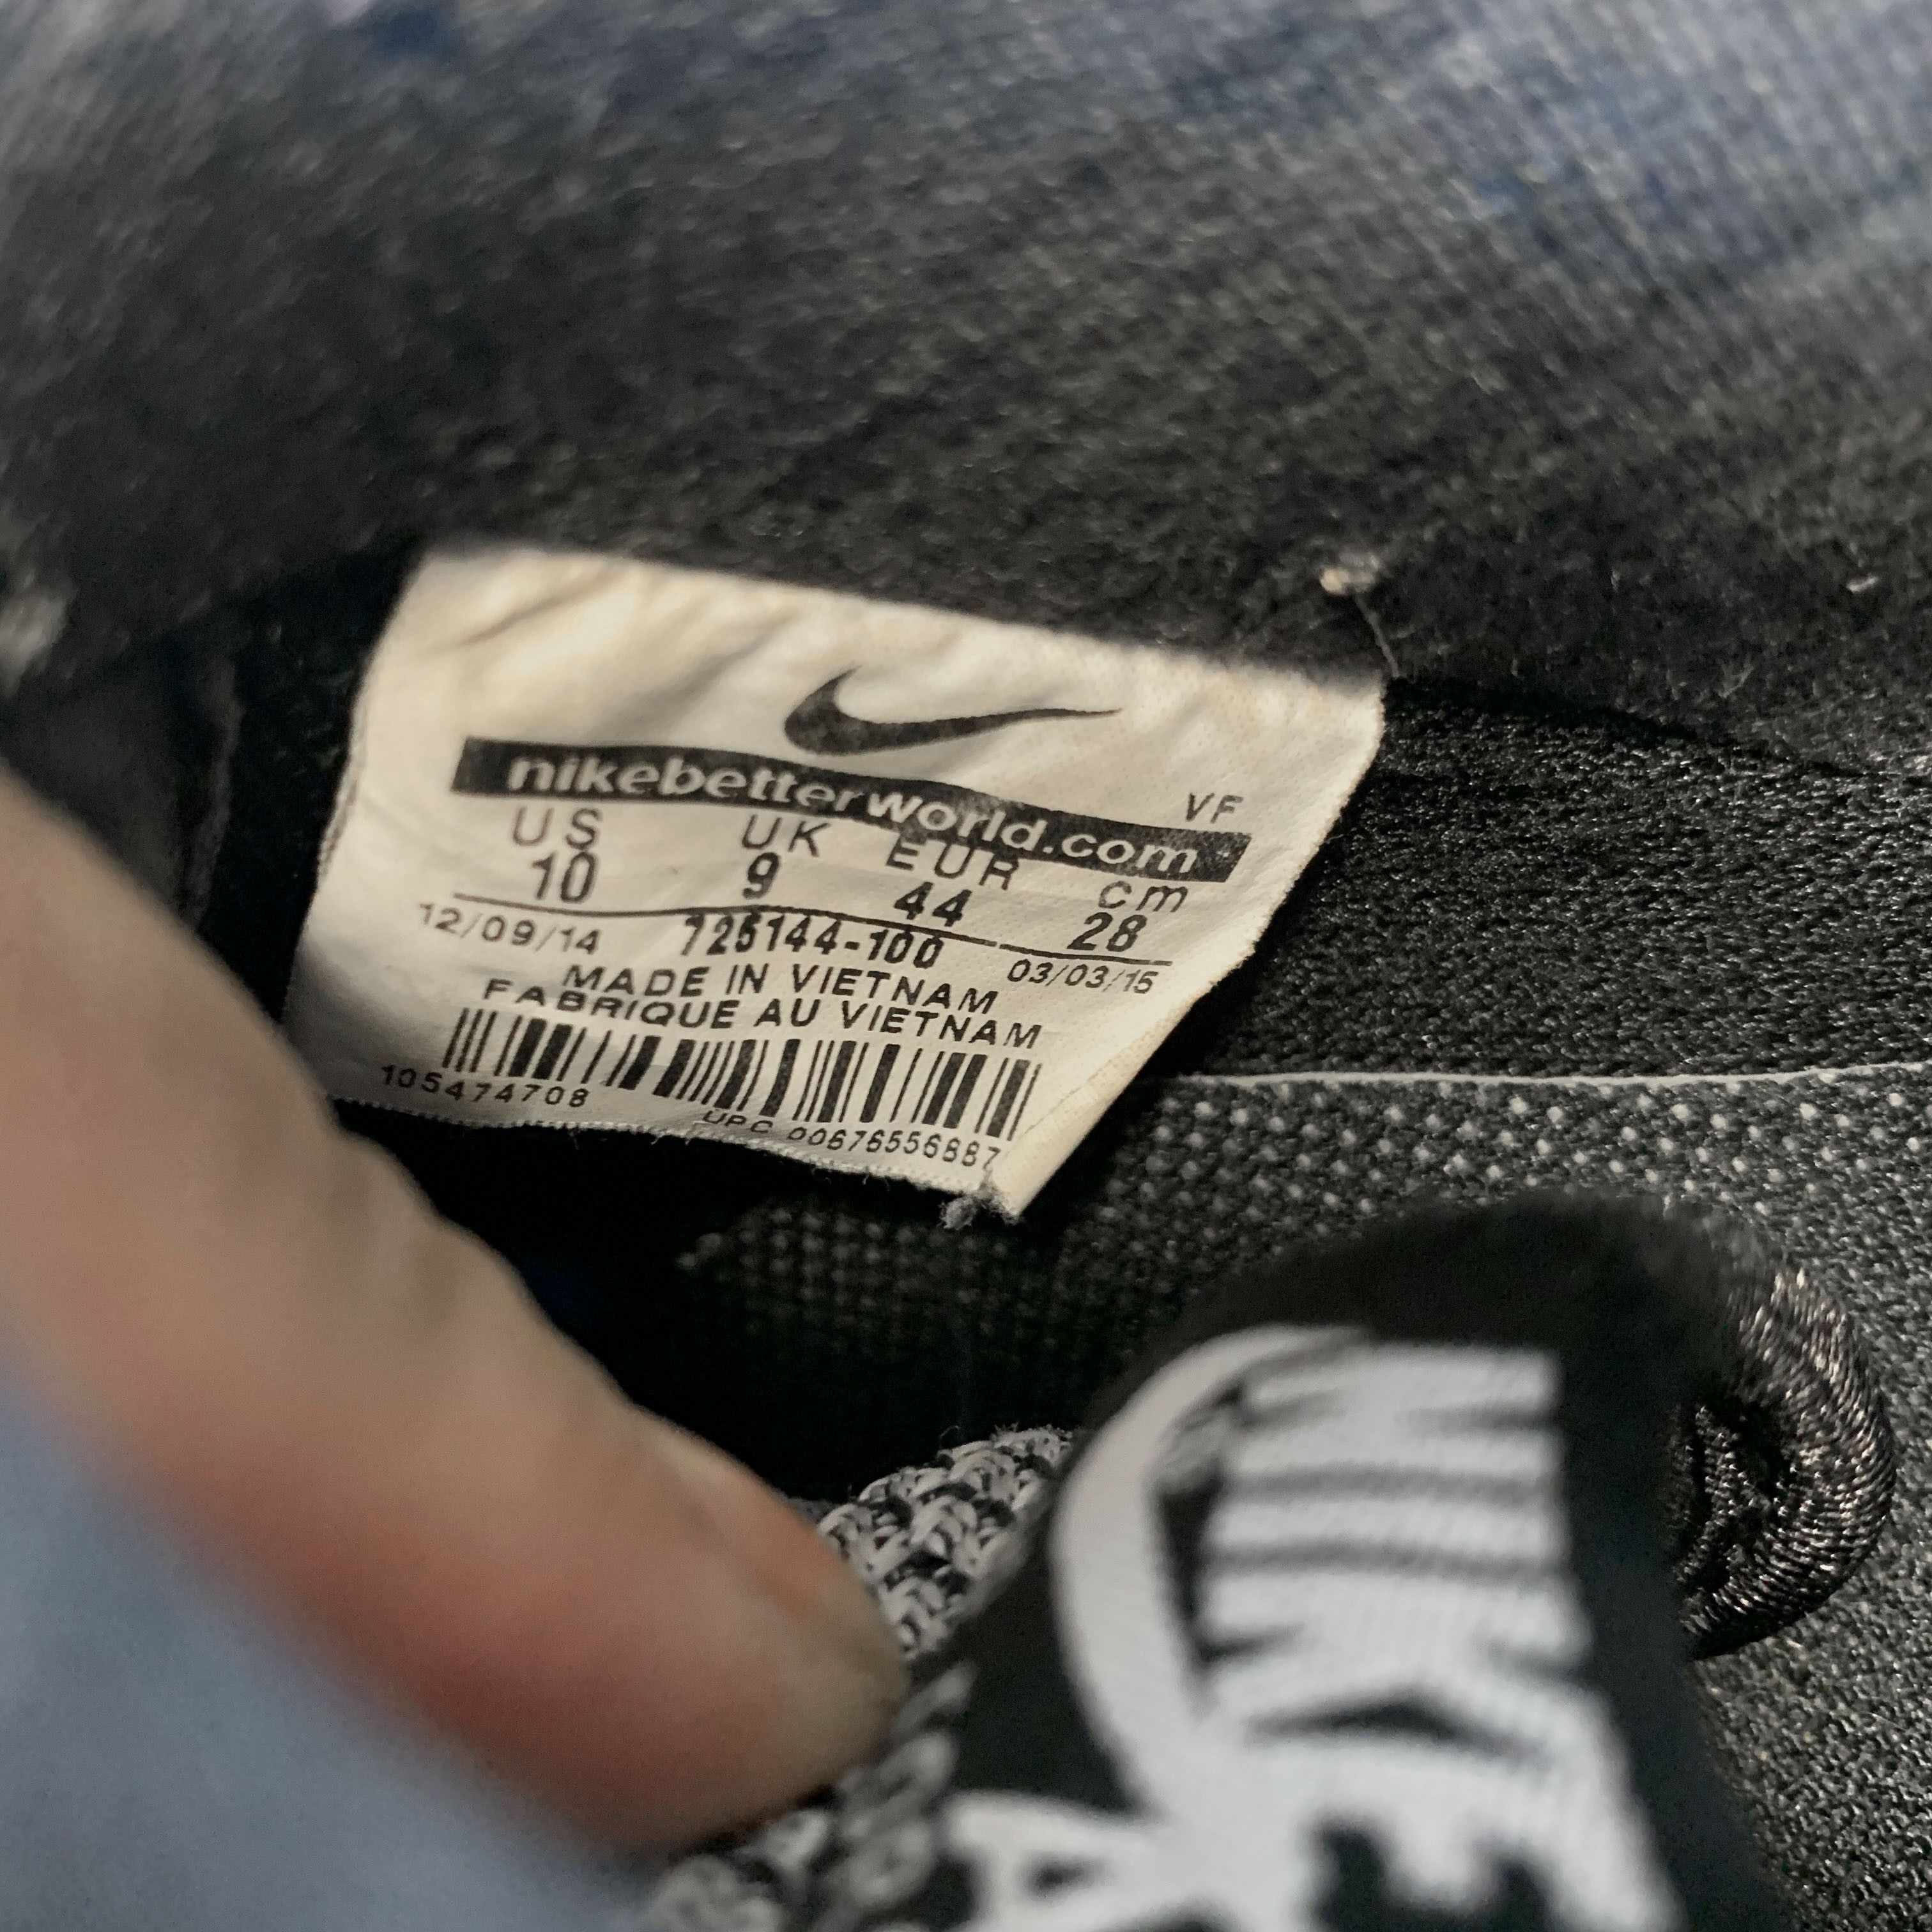 nikebetterworld.com
VF
US UK EUR cm
10 9 44 28
12/09/14 725144-100 03/03/15
MADE IN VIETNAM
FABRIQUE AU VIETNAM
105474708
UPC 00676556887